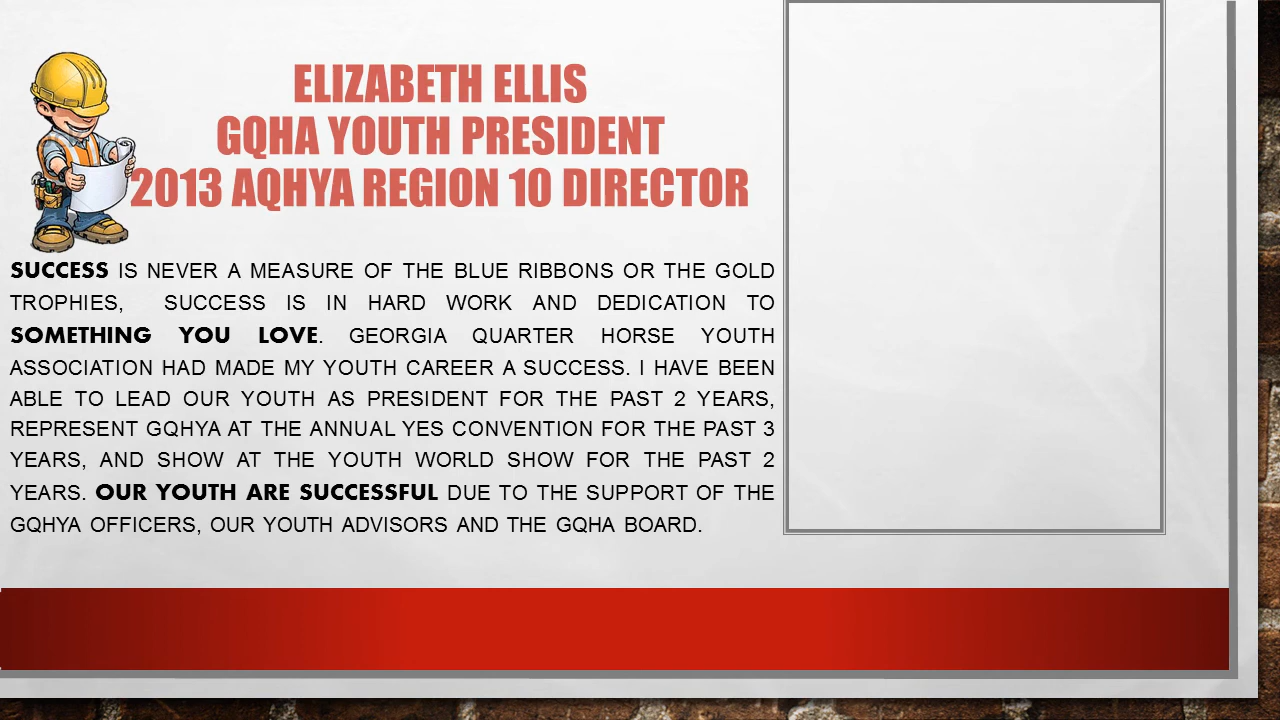 ELIZABETH ELLIS
GQHA YOUTH PRESIDENT
2013 AQHYA REGION 10 DIRECTOR
SUCCESS IS NEVER A MEASURE OF THE BLUE RIBBONS OR THE GOLD
TROPHIES, SUCCESS IS IN HARD WORK AND DEDICATION TO
SOMETHING YOU LOVE. GEORGIA QUARTER HORSE YOUTH
ASSOCIATION HAD MADE MY YOUTH CAREER A SUCCESS. I HAVE BEEN
ABLE TO LEAD OUR YOUTH AS PRESIDENT FOR THE PAST 2 YEARS,
REPRESENT GQHYA AT THE ANNUAL YES CONVENTION FOR THE PAST 3
YEARS, AND SHOW AT THE YOUTH WORLD SHOW FOR THE PAST 2
YEARS. OUR YOUTH ARE SUCCESSFUL DUE TO THE SUPPORT OF THE
GQHYA OFFICERS, OUR YOUTH ADVISORS AND THE GQHA BOARD.